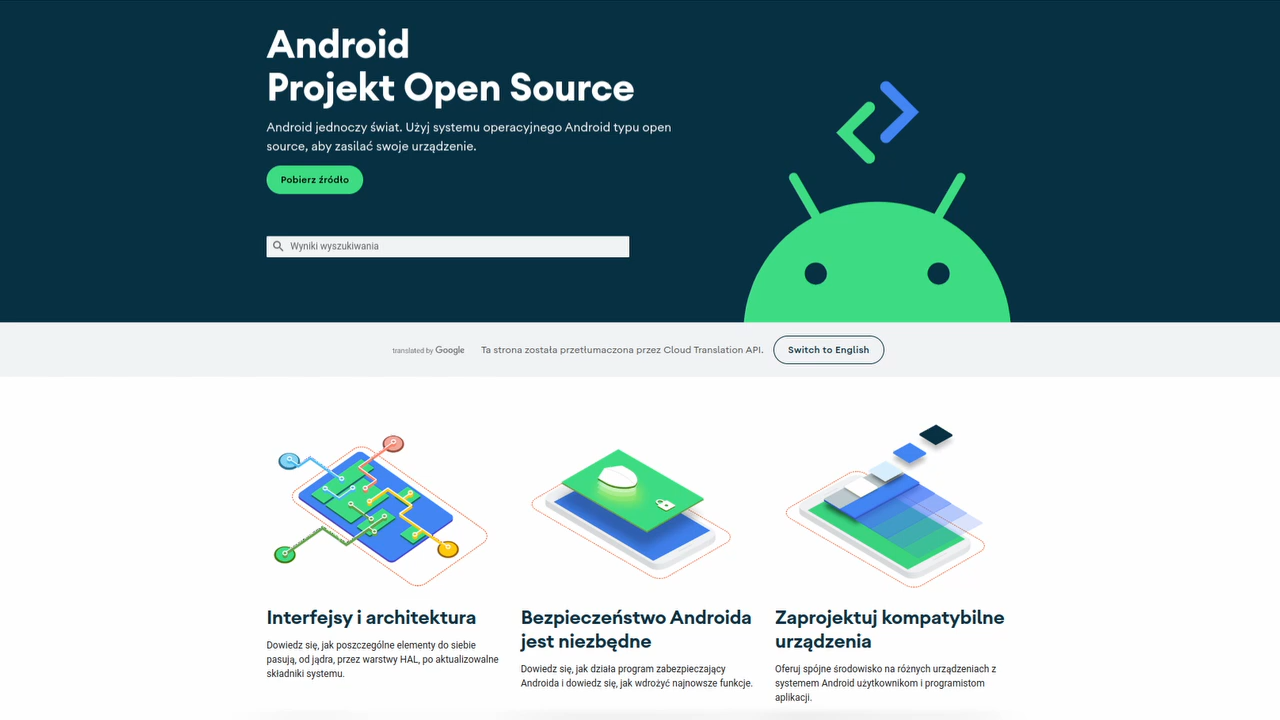 Android
Projekt Open Source
Android jednoczy świat. Użyj systemu operacyjnego Android typu open
source, aby zasilać swoje urządzenie.
Pobierz źródło
Wyniki wyszukiwania
translated by Google
Ta strona została przetłumaczona przez Cloud Translation API.
Switch to English
Interfejsy i architektura
Dowiedz się, jak poszczególne elementy do siebie
pasują, od jądra, przez warstwy HAL, po aktualizowalne
składniki systemu.
Bezpieczeństwo Androida
jest niezbędne
Dowiedz się, jak działa program zabezpieczający
Androida i dowiedz się, jak wdrożyć najnowsze funkcje.
Zaprojektuj kompatybilne
urządzenia
Oferuj spójne środowisko na różnych urządzeniach z
systemem Android użytkownikom i programistom
aplikacji.